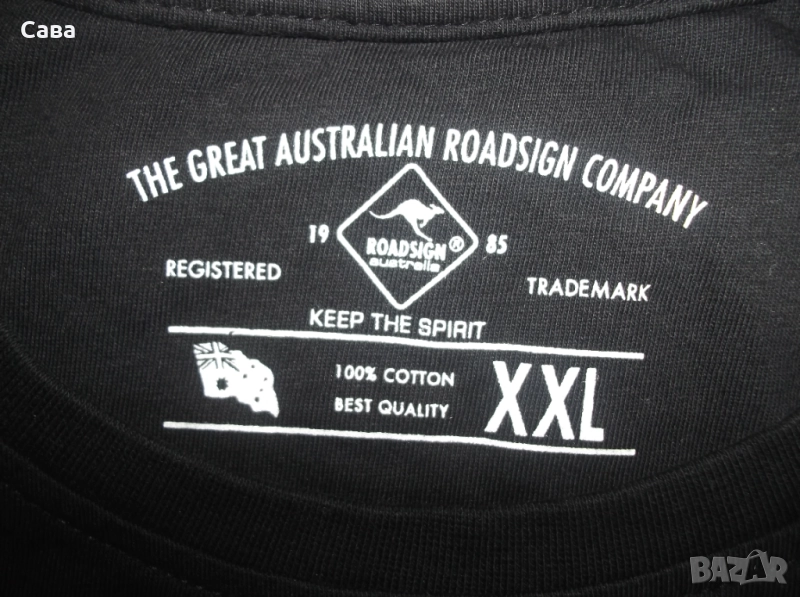 Сава
THE GREAT AUSTRALIAN ROADSIGN COMPANY
19 85
ROADSIGN®
australia
REGISTERED
TRADEMARK
KEEP THE SPIRIT
100% COTTON
BEST QUALITY
XXL
BAZAR